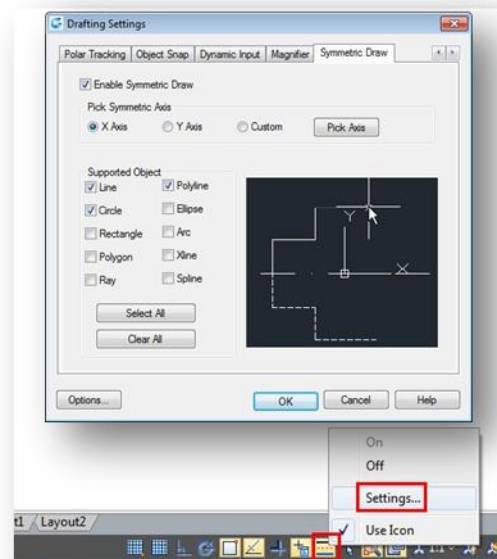 Drafting Settings
Polar Tracking Object Snap Dynamic Input Magnifier Symmetric Draw
Enable Symmetric Draw
Pick Symmetric Axis
X Axis Y Axis Custom Pick Axis
Supported Object
Line Polyline
Circle Ellipse
Rectangle Arc
Polygon Xline
Ray Spline
Select All
Clear All
Y
X
Options... OK Cancel Help
On
Off
Settings...
Use Icon
Layout2